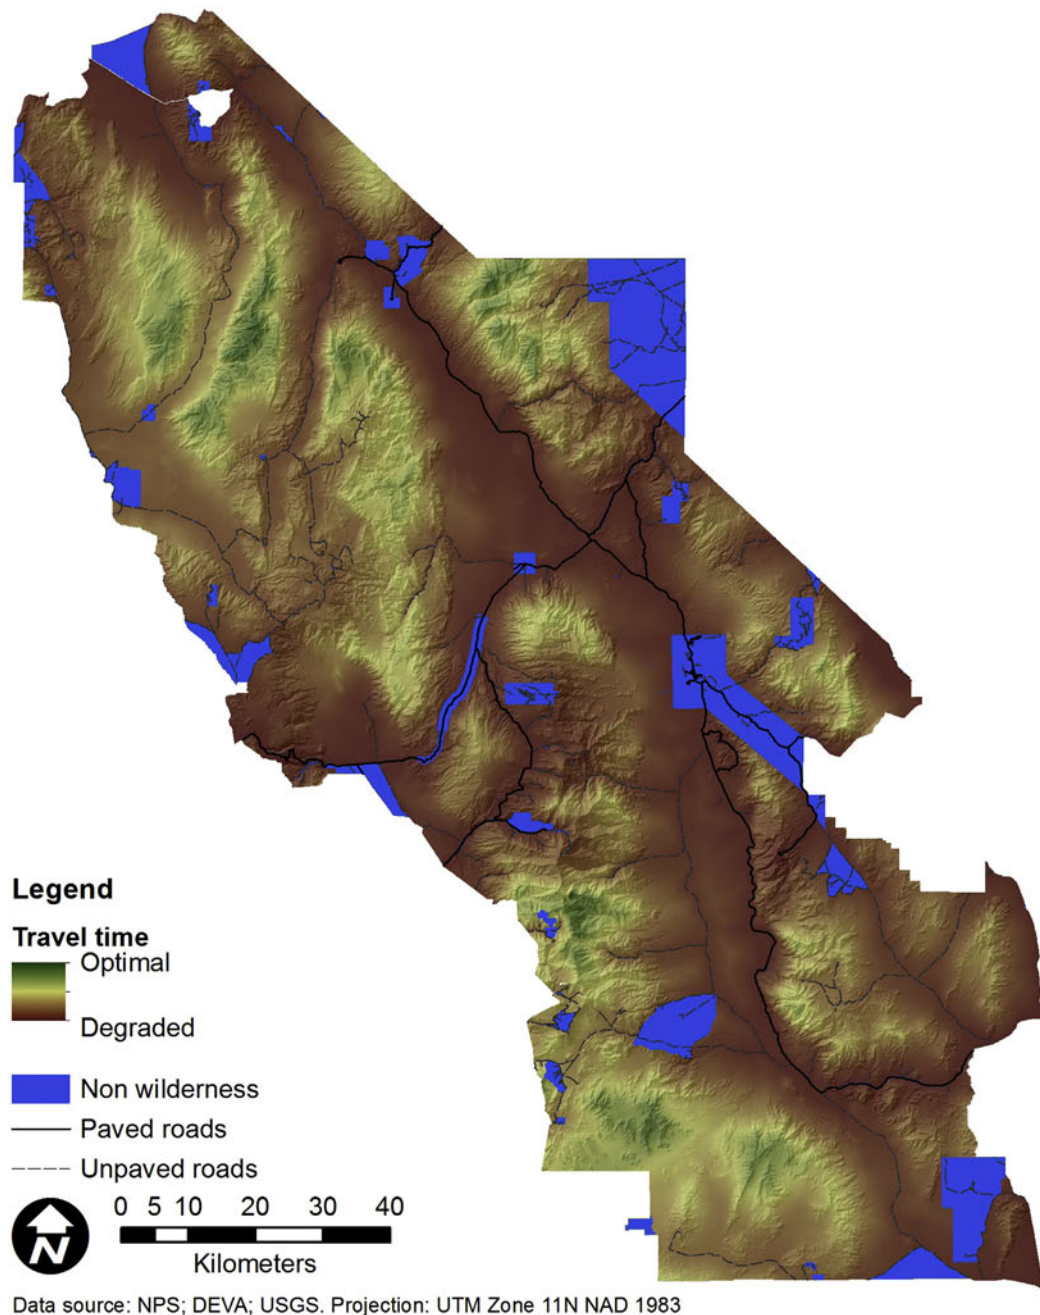 Legend
Travel time
Optimal
Degraded
Non wilderness
Paved roads
Unpaved roads
N
0 5 10 20 30 40
Kilometers
Data source: NPS; DEVA; USGS. Projection: UTM Zone 11N NAD 1983